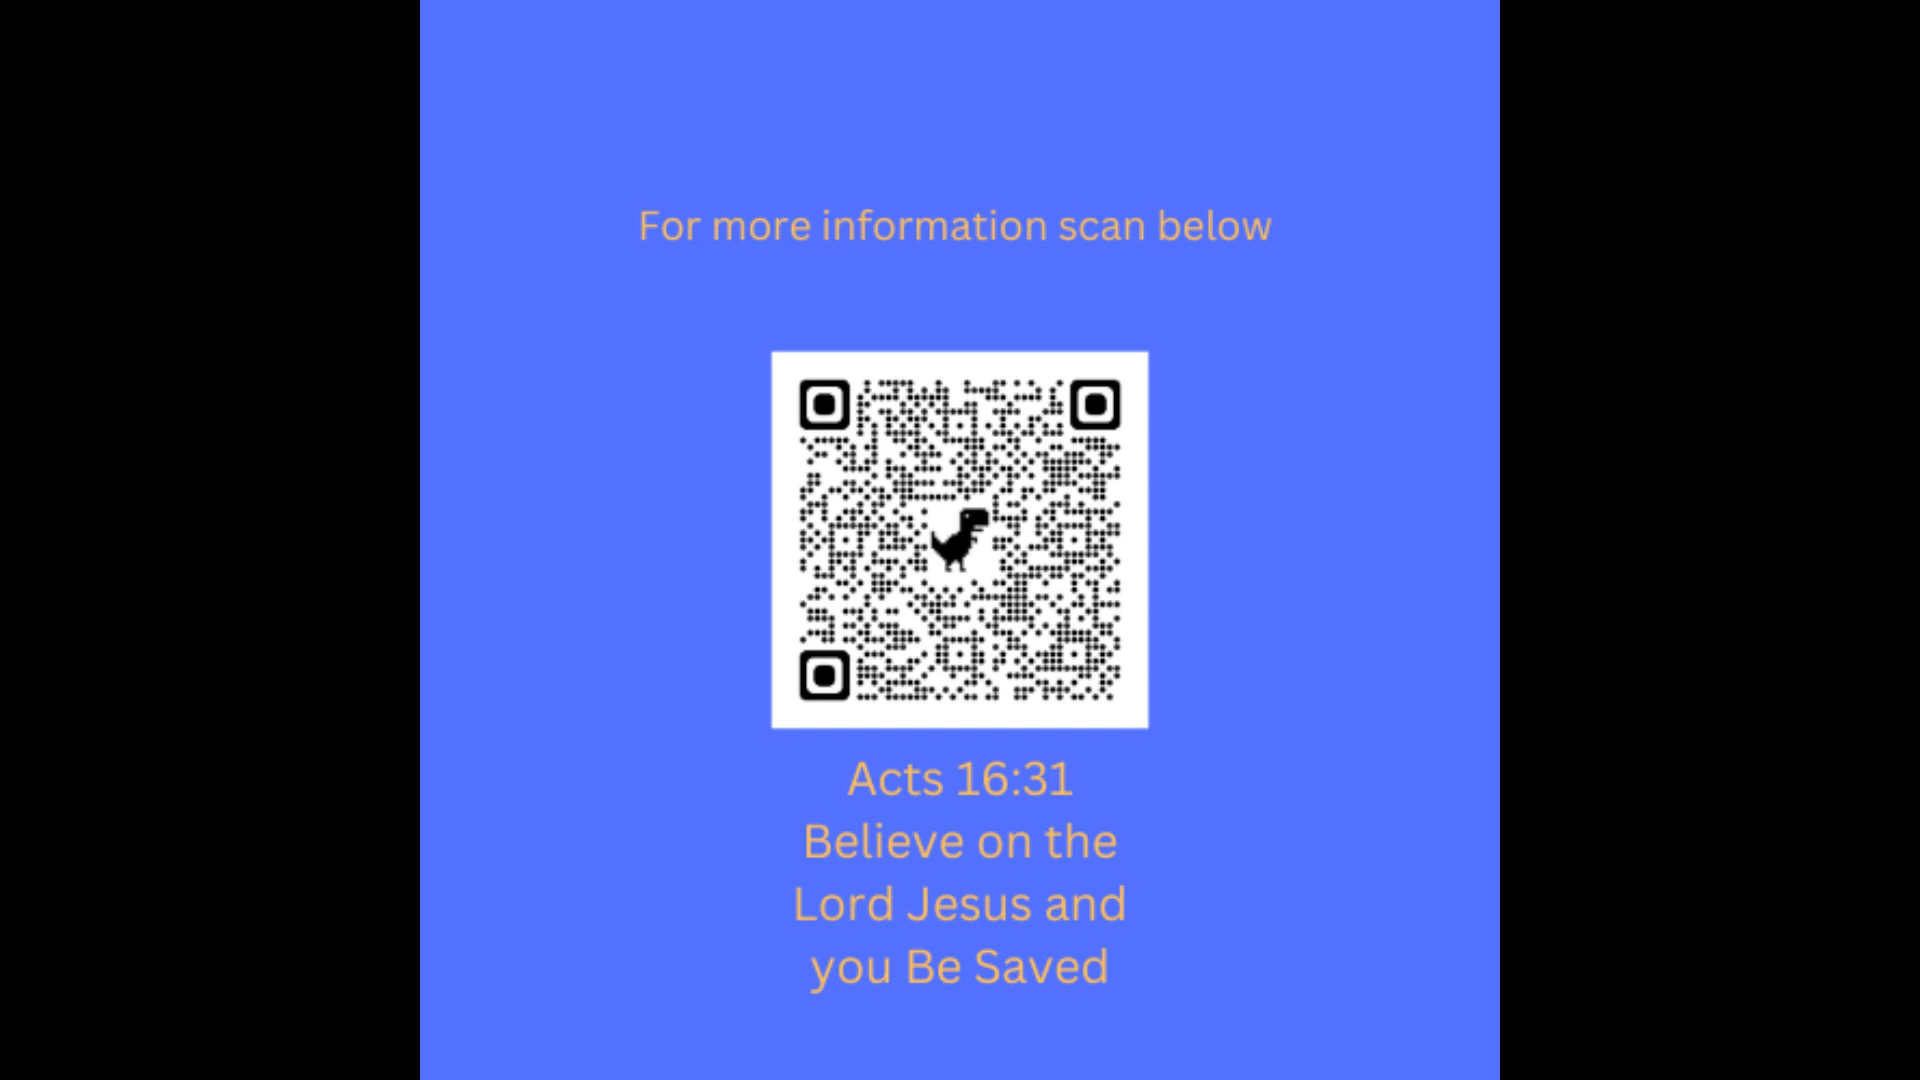 For more information scan below
Acts 16:31
Believe on the
Lord Jesus and
you Be Saved